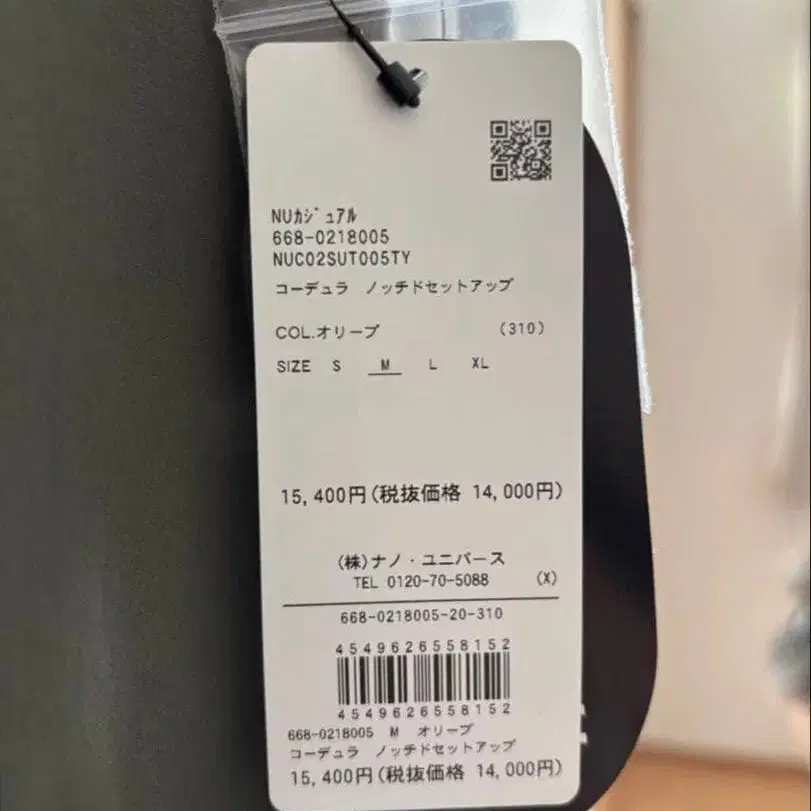 NUｶｼﾞｭｱﾙ
668-0218005
NUC02SUT005TY
コーデュラ　ノッチドセットアップ
COL.オリーブ (310)
SIZE S M L XL
15,400円(税抜価格 14,000円)
(株)ナノ・ユニバース
TEL 0120-70-5088 (X)
668-0218005-20-310
4549626558152
4549626558152
668-0218005 M オリーブ
コーデュラ　ノッチドセットアップ
15,400円(税抜価格 14,000円)